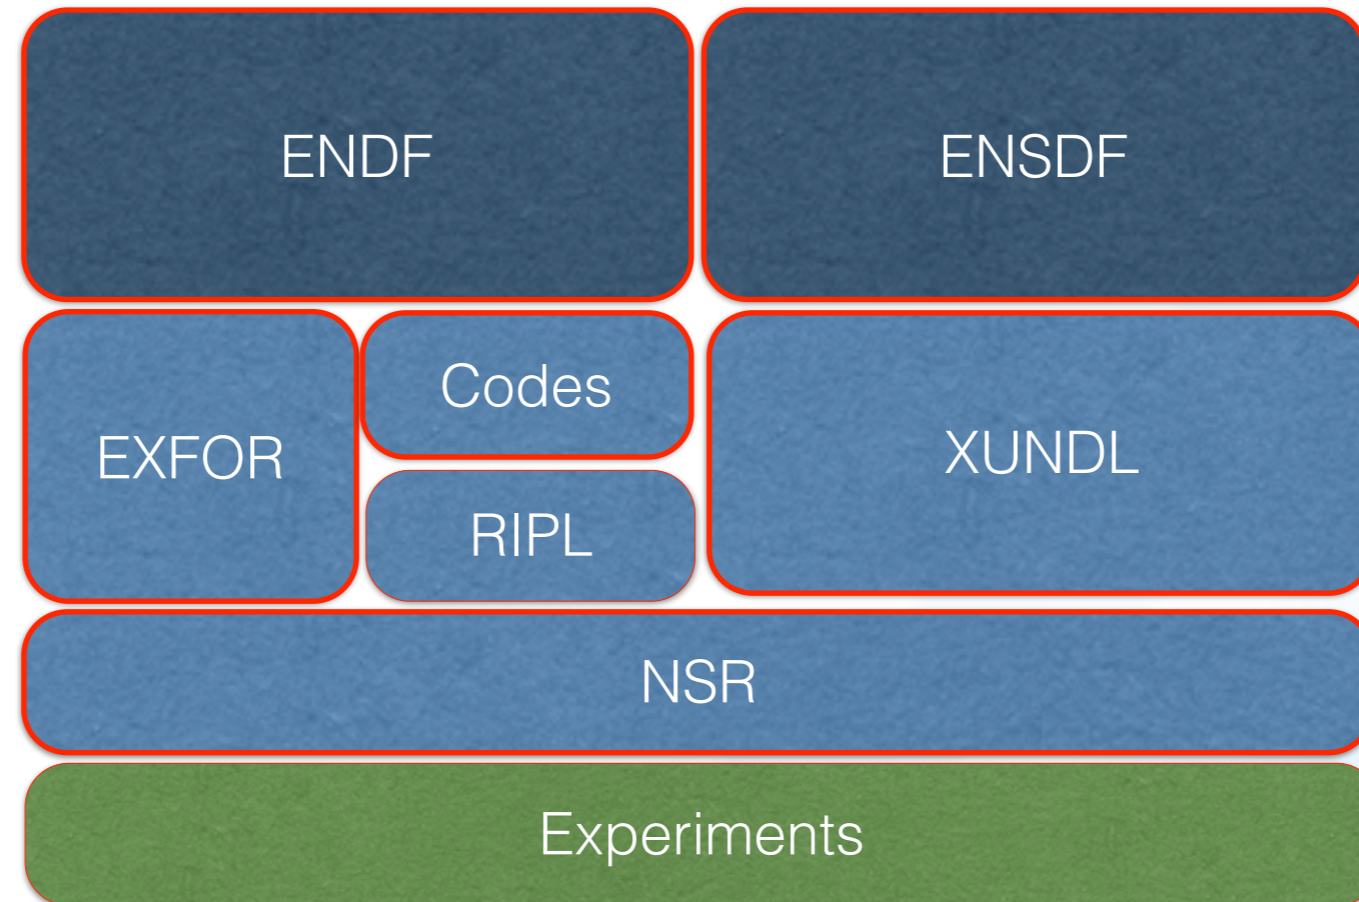 ENDF
ENSDF
EXFOR
Codes
RIPL
XUNDL
NSR
Experiments